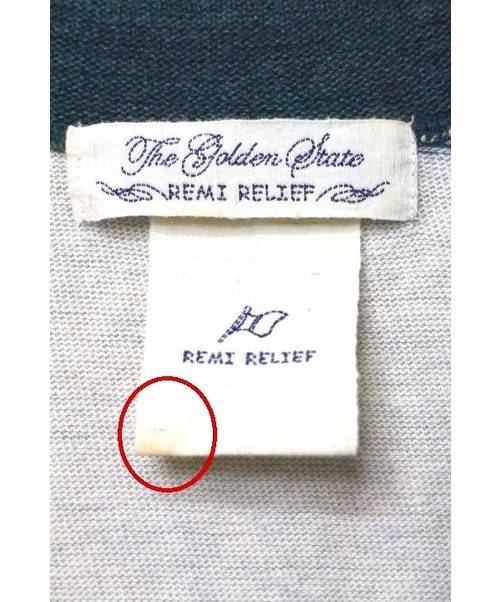 The Golden State
REMI RELIEF
REMI RELIEF